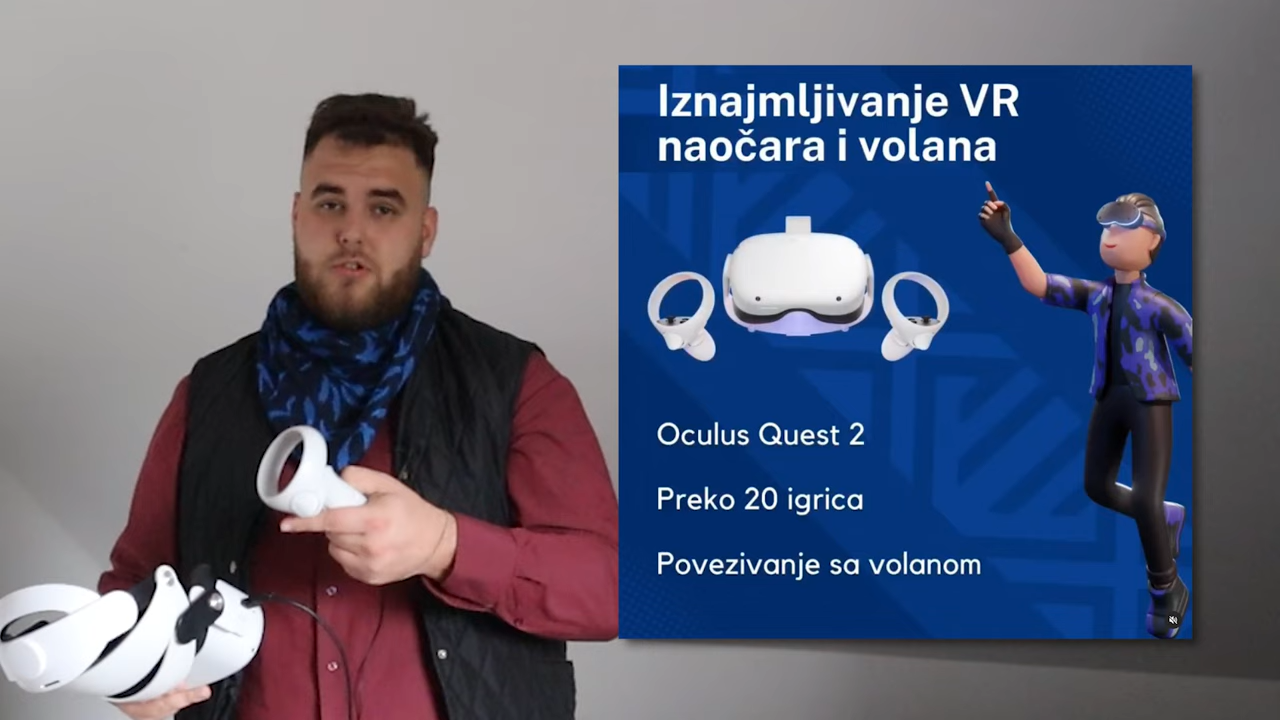 Iznajmljivanje VR
naočara i volana
Oculus Quest 2
Preko 20 igrica
Povezivanje sa volanom